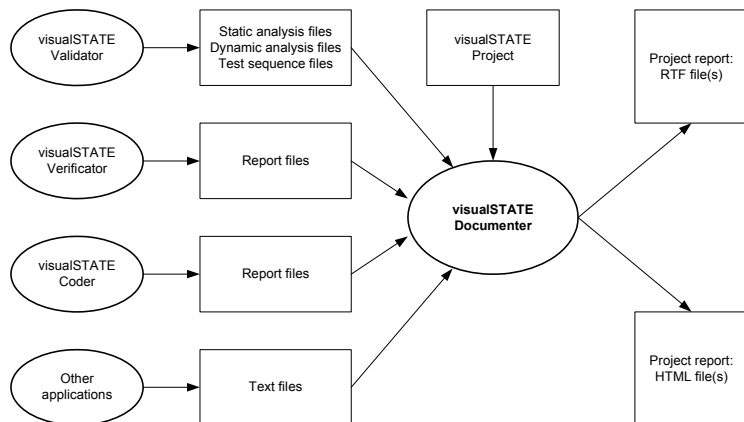 visualSTATE
Validator
Static analysis files
Dynamic analysis files
Test sequence files
visualSTATE
Project
Project report:
RTF file(s)
visualSTATE
Verificator
Report files
visualSTATE
Documenter
visualSTATE
Coder
Report files
Project report:
HTML file(s)
Other
applications
Text files